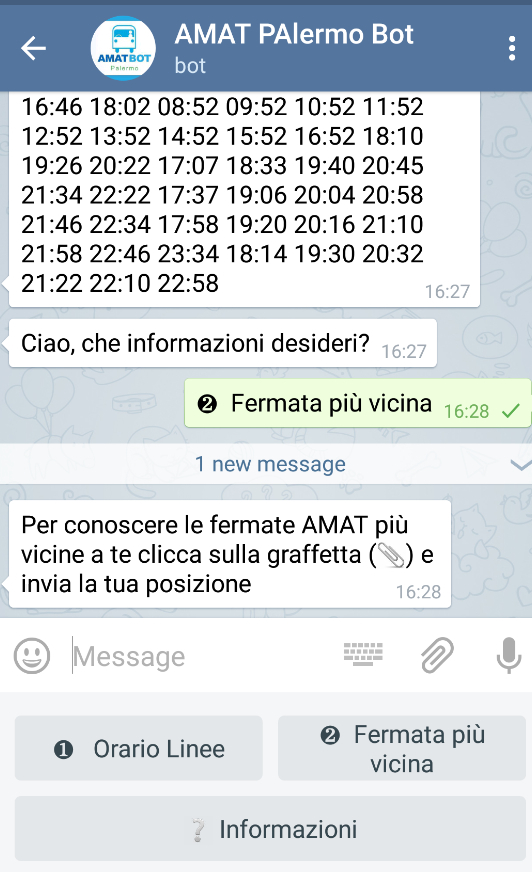 AMAT PAlermo Bot
bot
AMATBOT
Palermo
16:46 18:02 08:52 09:52 10:52 11:52
12:52 13:52 14:52 15:52 16:52 18:10
19:26 20:22 17:07 18:33 19:40 20:45
21:34 22:22 17:37 19:06 20:04 20:58
21:46 22:34 17:58 19:20 20:16 21:10
21:58 22:46 23:34 18:14 19:30 20:32
21:22 22:10 22:58
16:27
Ciao, che informazioni desideri? 16:27
❷ Fermata più vicina 16:28
1 new message
Per conoscere le fermate AMAT più
vicine a te clicca sulla graffetta (📎) e
invia la tua posizione
16:28
Message
❶ Orario Linee
❷ Fermata più
vicina
❔ Informazioni